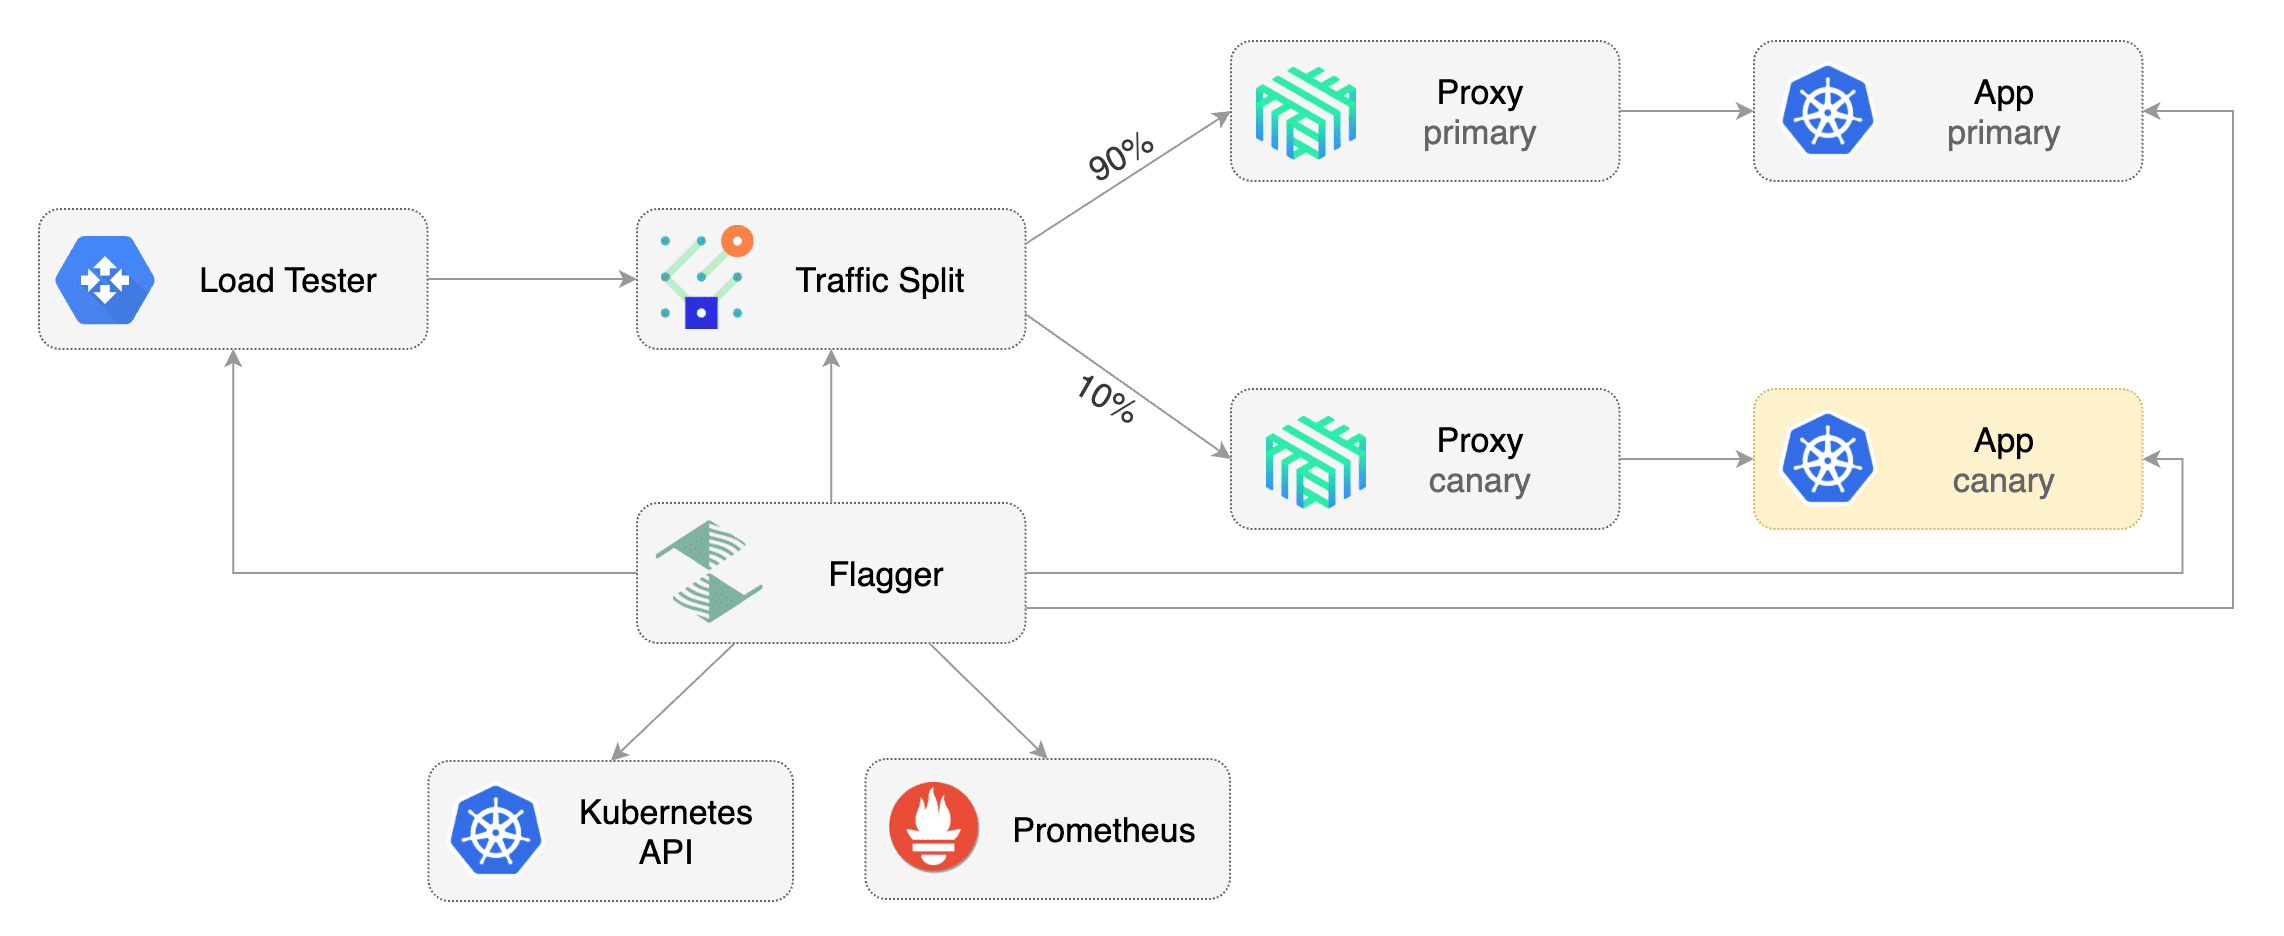 Proxy
primary
App
primary
90%
Load Tester
Traffic Split
10%
Proxy
canary
App
canary
Flagger
Kubernetes
API
Prometheus